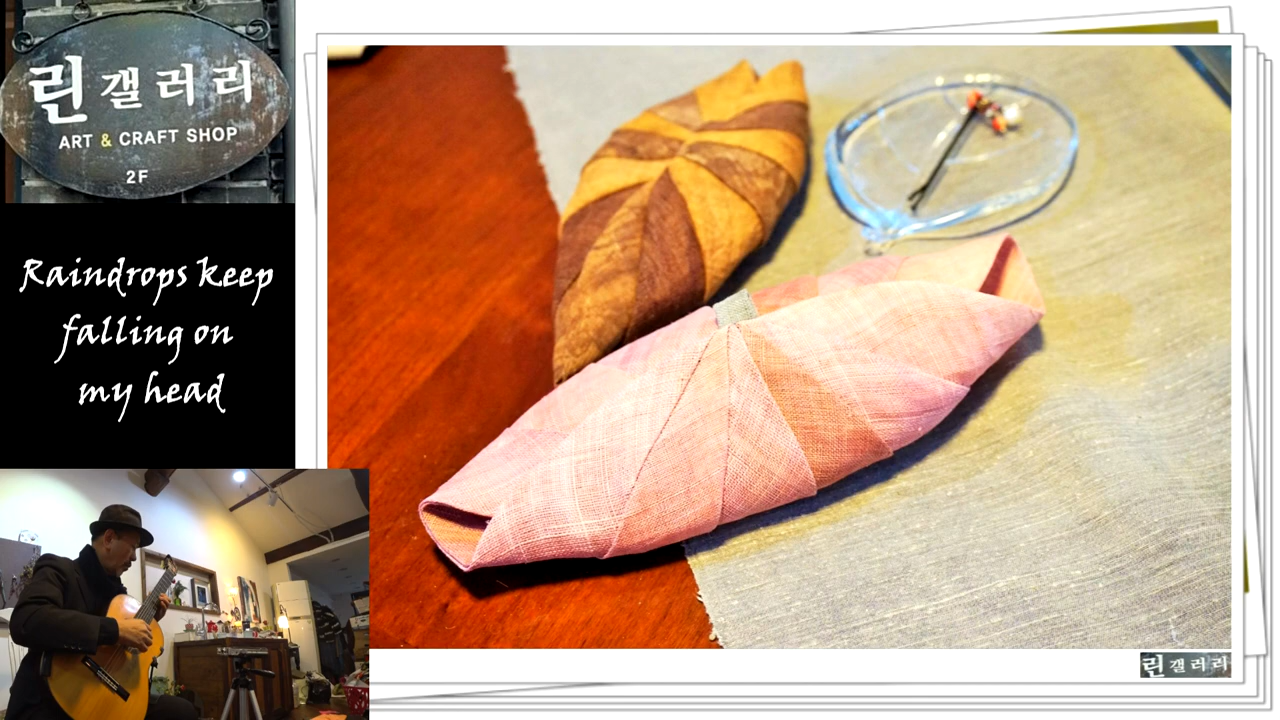 린 갤러리
ART & CRAFT SHOP
2F
Raindrops keep
falling on
my head
린 갤러리